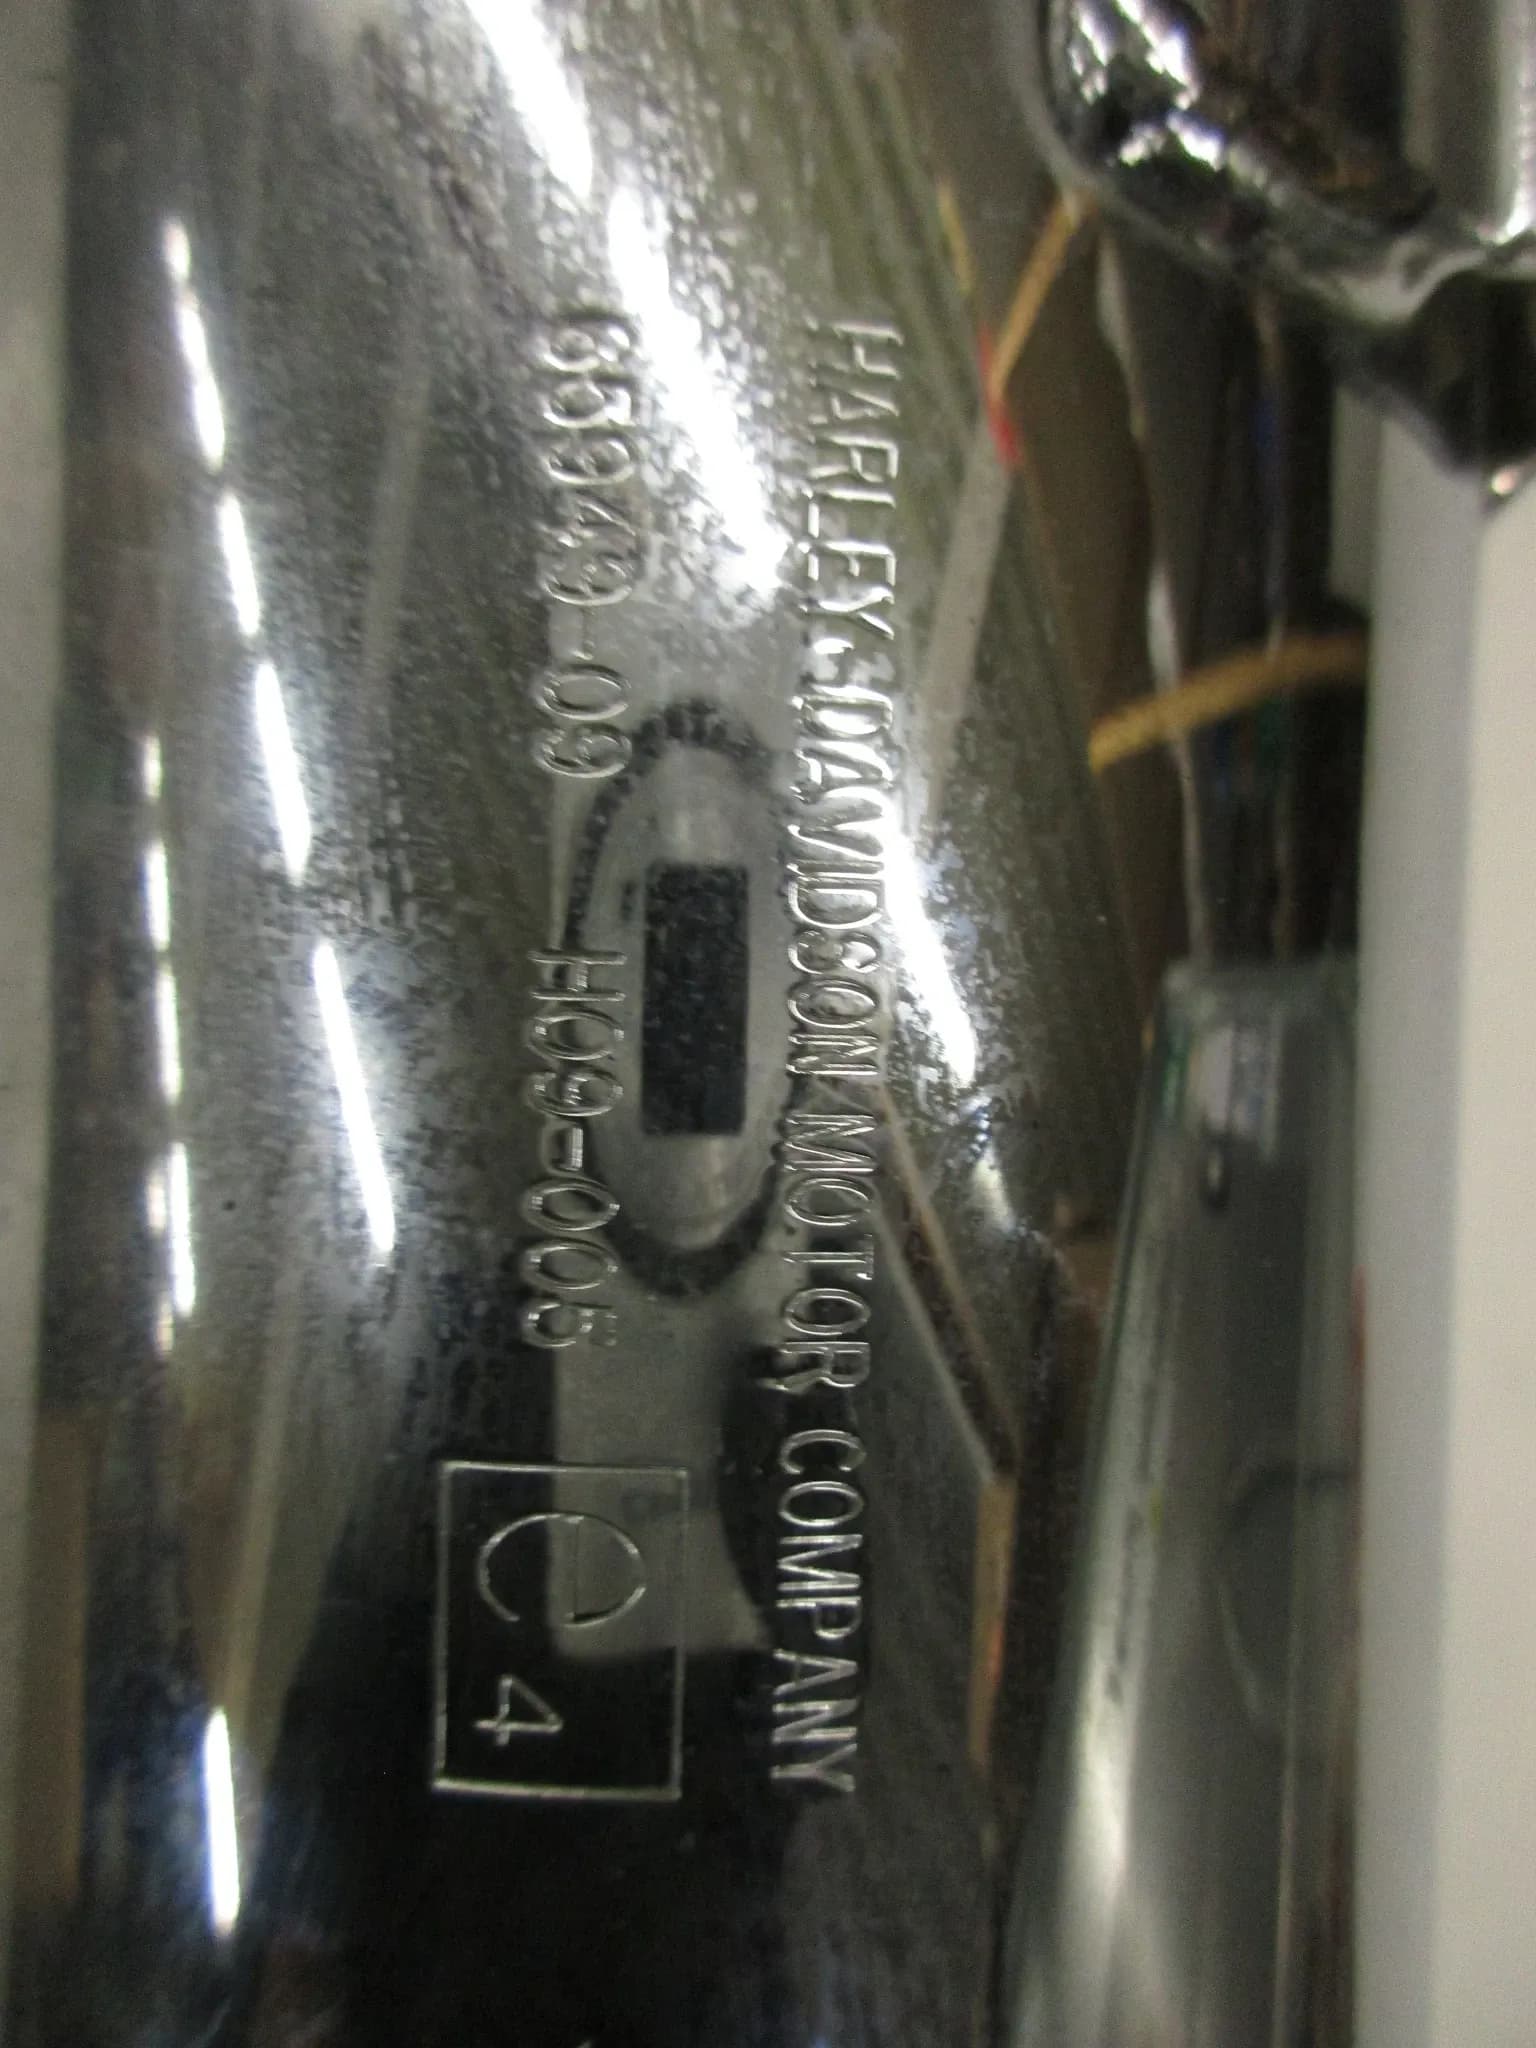 HARLEY-DAVIDSON MOTOR COMPANY
65949-09 H09-005
e 4